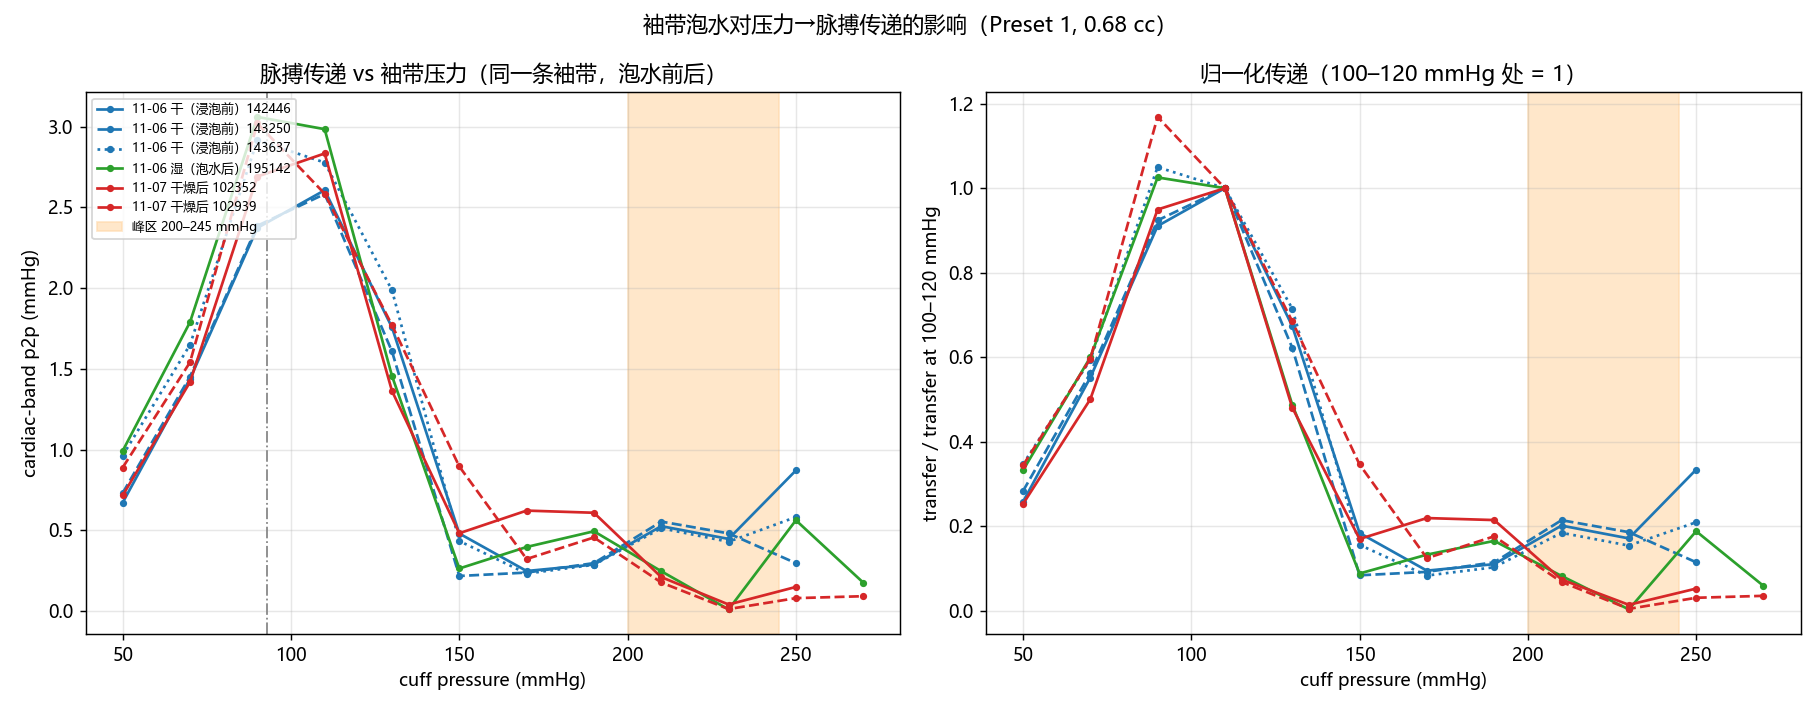 袖带泡水对压力→脉搏传递的影响（Preset 1, 0.68 cc）
脉搏传递 vs 袖带压力（同一条袖带，泡水前后）
11-06 干（浸泡前）142446
11-06 干（浸泡前）143250
11-06 干（浸泡前）143637
11-06 湿（泡水后）195142
11-07 干燥后 102352
11-07 干燥后 102939
峰区 200–245 mmHg
cardiac-band p2p (mmHg)
3.0
2.5
2.0
1.5
1.0
0.5
0.0
50 100 150 200 250
cuff pressure (mmHg)
归一化传递（100–120 mmHg 处 = 1）
transfer / transfer at 100–120 mmHg
1.2
1.0
0.8
0.6
0.4
0.2
0.0
50 100 150 200 250
cuff pressure (mmHg)